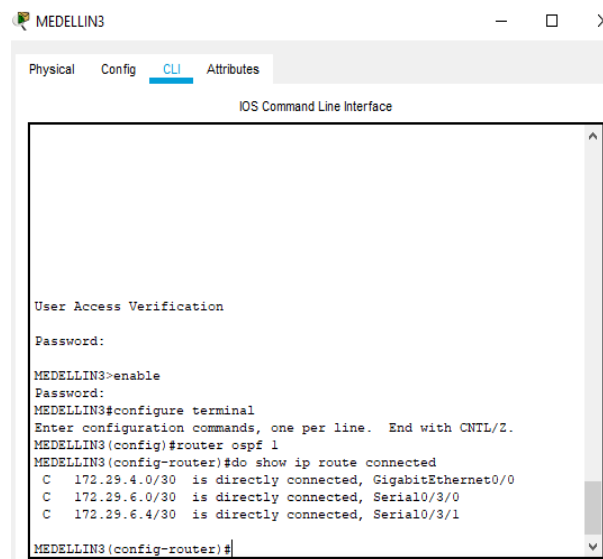 MEDELLIN3
Physical Config CLI Attributes
IOS Command Line Interface
User Access Verification
Password:
MEDELLIN3>enable
Password:
MEDELLIN3#configure terminal
Enter configuration commands, one per line.  End with CNTL/Z.
MEDELLIN3(config)#router ospf 1
MEDELLIN3(config-router)#do show ip route connected
C   172.29.4.0/30  is directly connected, GigabitEthernet0/0
C   172.29.6.0/30  is directly connected, Serial0/3/0
C   172.29.6.4/30  is directly connected, Serial0/3/1
MEDELLIN3(config-router)#